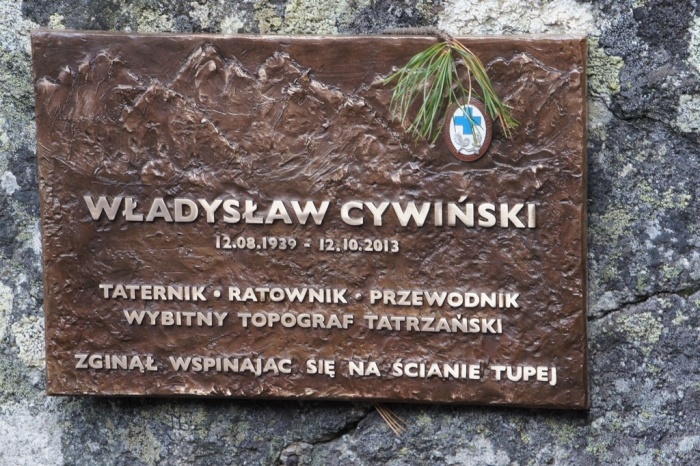 WŁADYSŁAW CYWIŃSKI
12.08.1939 - 12.10.2013
TATERNIK • RATOWNIK • PRZEWODNIK
WYBITNY TOPOGRAF TATRZAŃSKI
ZGINĄŁ WSPINAJĄC SIĘ NA ŚCIANIE TUPEJ